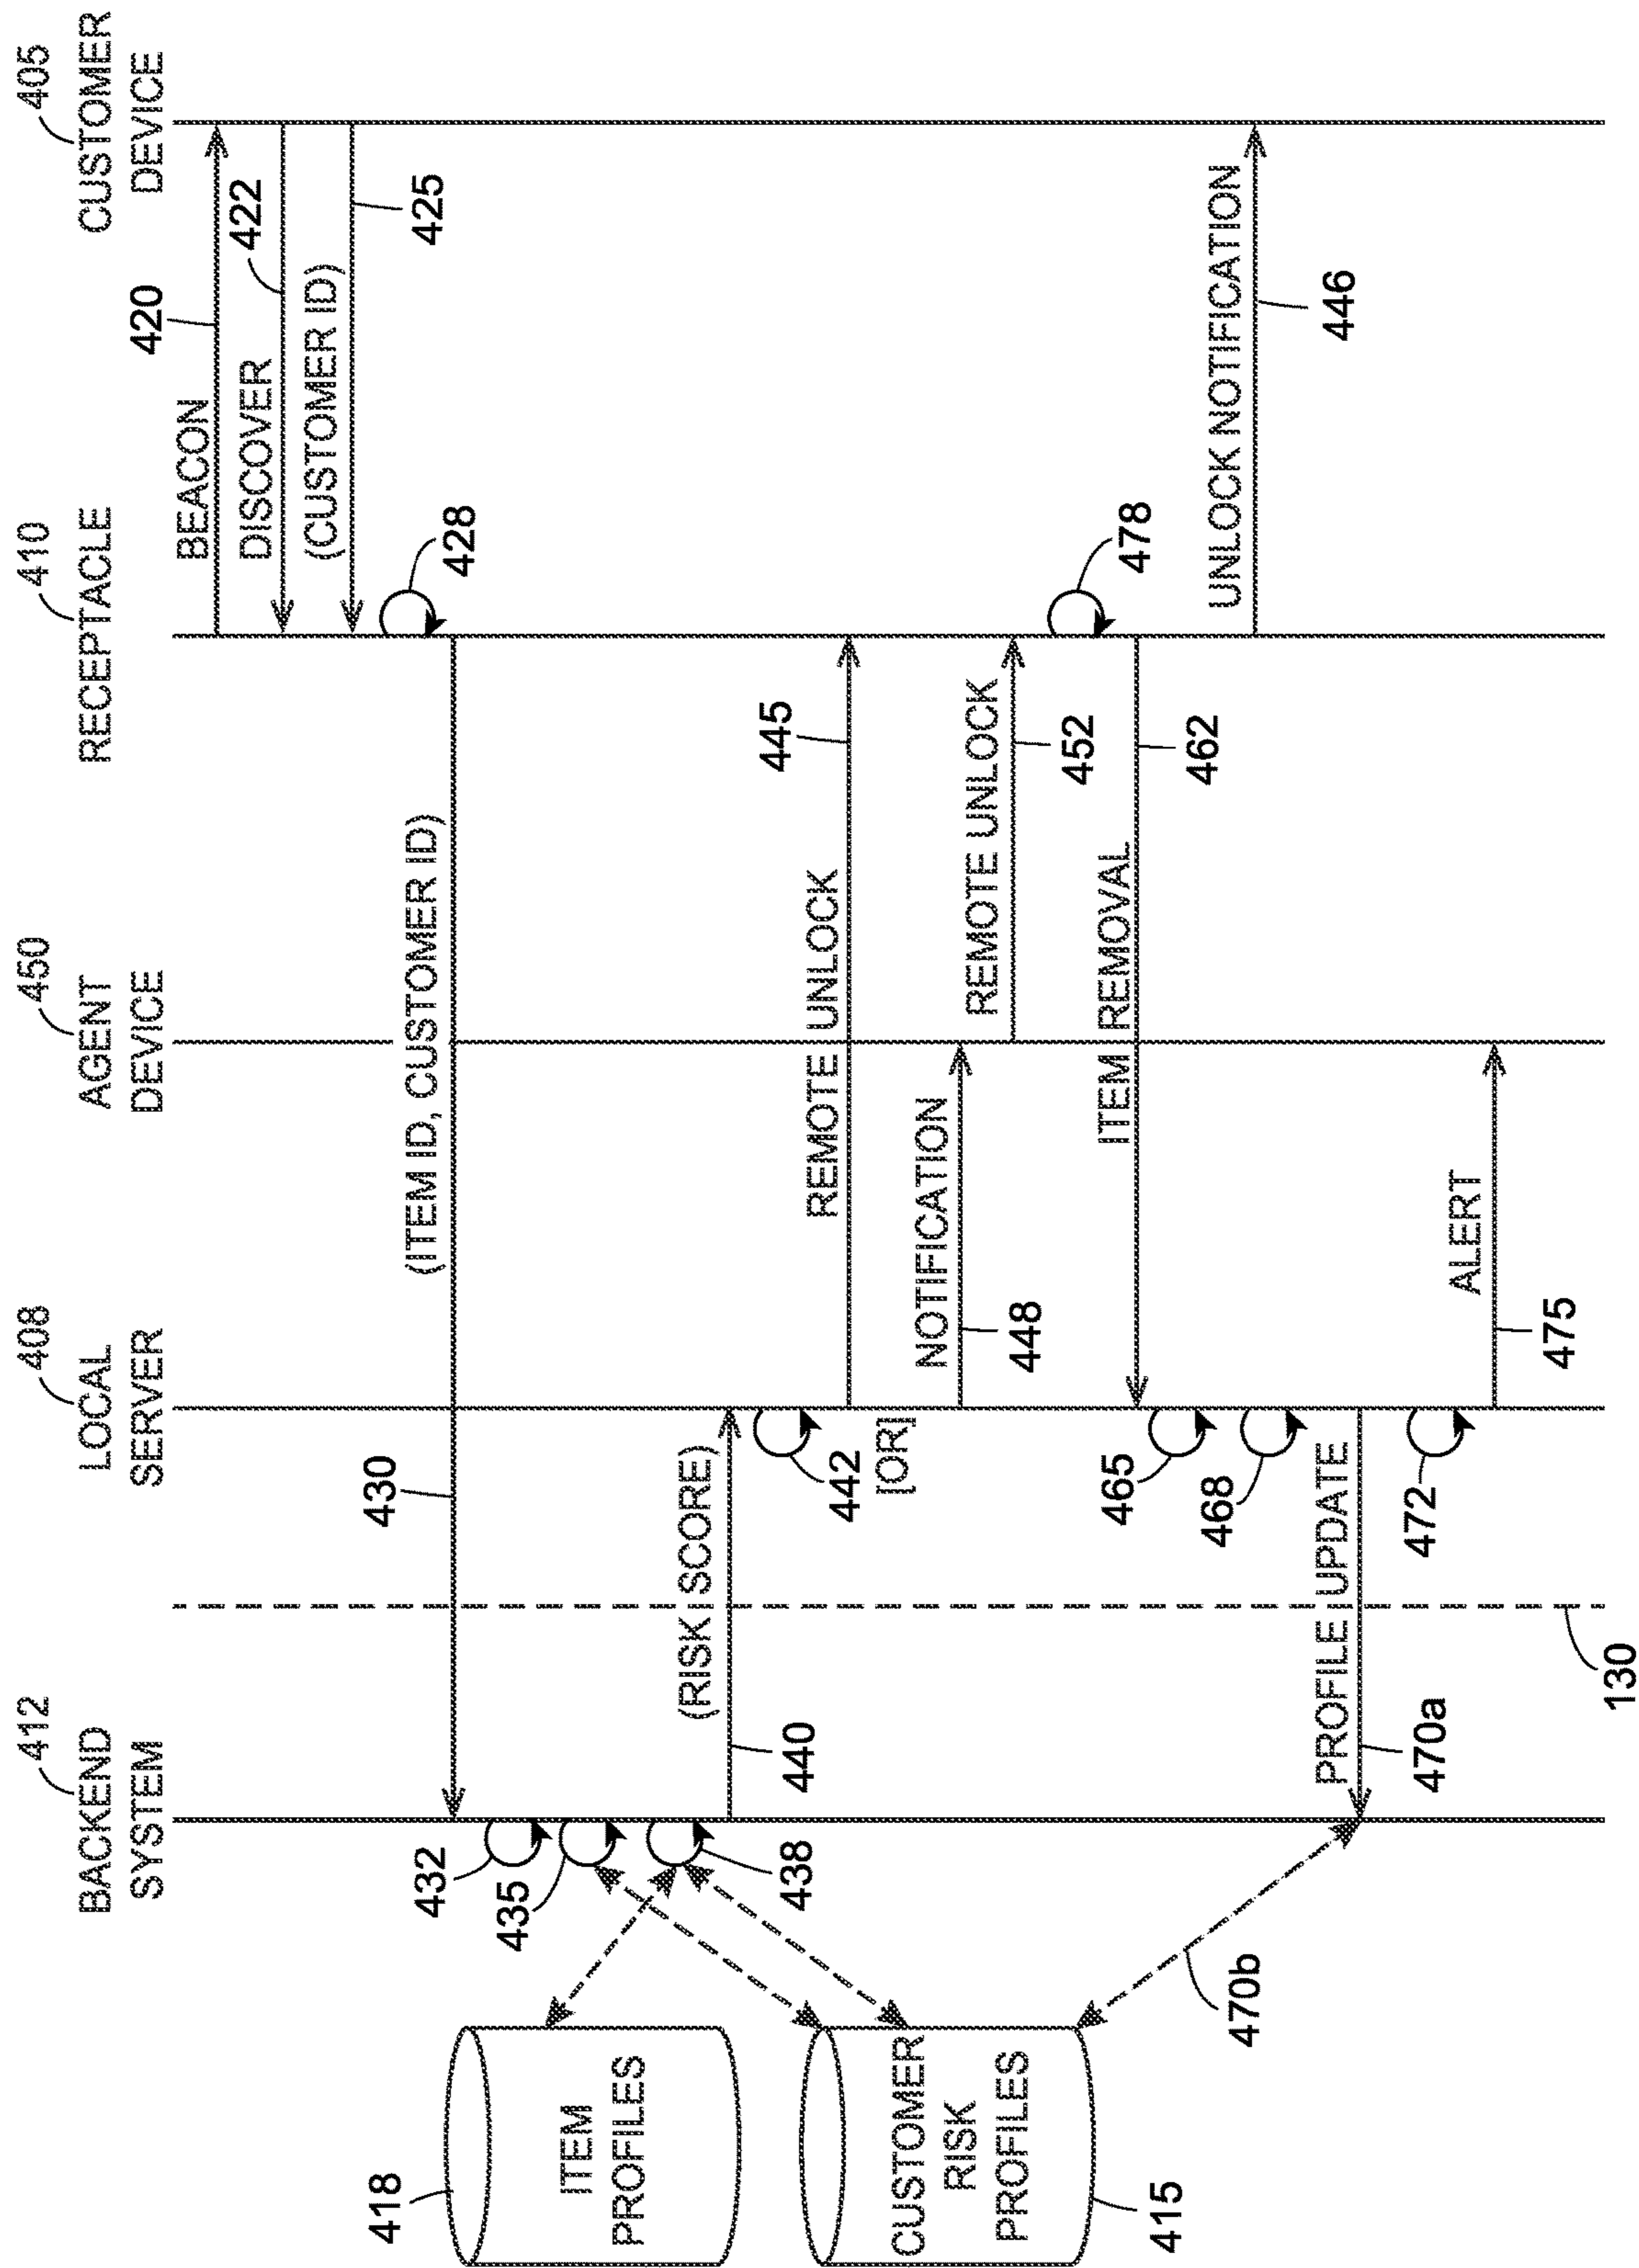 412
BACKEND
SYSTEM
408
LOCAL
SERVER
450
AGENT
DEVICE
410
RECEPTACLE
405
CUSTOMER
DEVICE
BEACON
420
DISCOVER
422
(CUSTOMER ID)
425
428
(ITEM ID, CUSTOMER ID)
430
432
435
438
418
ITEM
PROFILES
(RISK SCORE)
440
442
REMOTE UNLOCK
445
[OR]
NOTIFICATION
448
REMOTE UNLOCK
452
415
CUSTOMER
RISK
PROFILES
478
ITEM REMOVAL
462
465
468
UNLOCK NOTIFICATION
446
PROFILE UPDATE
470a
470b
472
ALERT
475
130